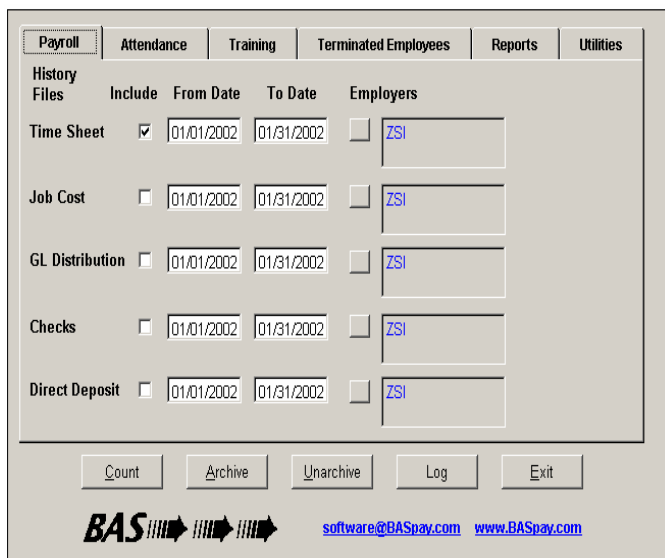 Payroll Attendance Training Terminated Employees Reports Utilities
History
Files Include From Date To Date Employers
Time Sheet 01/01/2002 01/31/2002 ZSI
Job Cost 01/01/2002 01/31/2002 ZSI
GL Distribution 01/01/2002 01/31/2002 ZSI
Checks 01/01/2002 01/31/2002 ZSI
Direct Deposit 01/01/2002 01/31/2002 ZSI
Count Archive Unarchive Log Exit
BAS software@BASpay.com www.BASpay.com